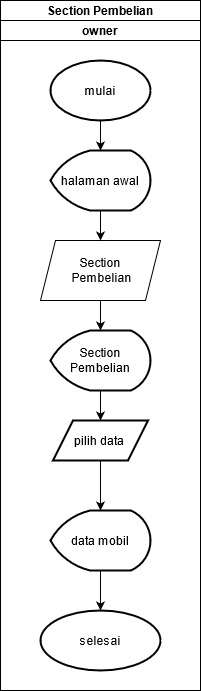 Section Pembelian
owner
mulai
halaman awal
Section
Pembelian
Section
Pembelian
pilih data
data mobil
selesai